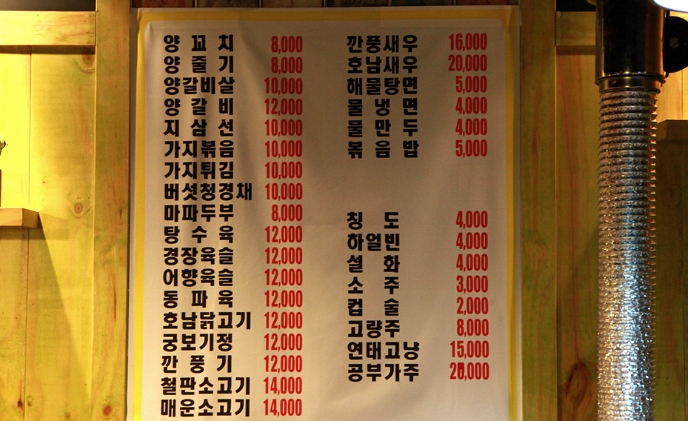 양꼬치 8,000
양줄기 8,000
양갈비살 10,000
양갈비 12,000
지삼선 10,000
가지볶음 10,000
가지튀김 10,000
버섯청경채 10,000
마파두부 8,000
탕수육 12,000
경장육슬 12,000
어향육슬 12,000
동파육 12,000
호남닭고기 12,000
궁보기정 12,000
깐풍기 12,000
철판소고기 14,000
매운소고기 14,000
깐풍새우 16,000
호남새우 20,000
해물탕면 5,000
물냉면 4,000
물만두 4,000
볶음밥 5,000
칭도 4,000
하얼빈 4,000
설화 4,000
소주 3,000
컵술 2,000
고량주 8,000
연태고냥 15,000
공부가주 20,000